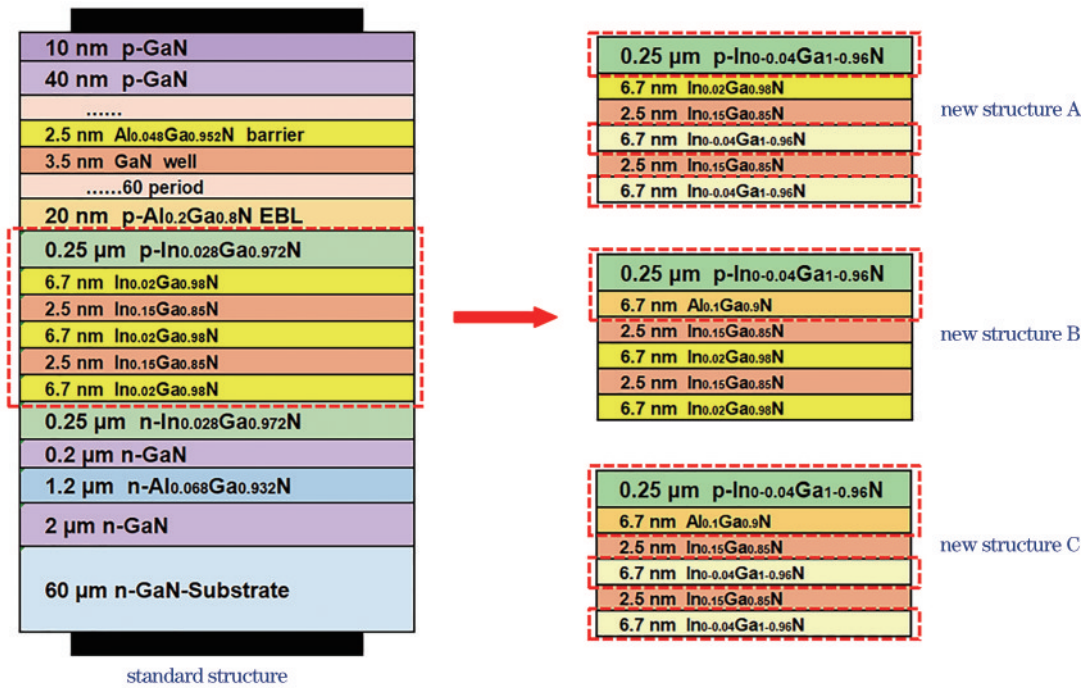 10 nm p-GaN
40 nm p-GaN
......
2.5 nm Al0.048Ga0.952N barrier
3.5 nm GaN well
......60 period
20 nm p-Al0.2Ga0.8N EBL
0.25 μm p-In0.028Ga0.972N
6.7 nm In0.02Ga0.98N
2.5 nm In0.15Ga0.85N
6.7 nm In0.02Ga0.98N
2.5 nm In0.15Ga0.85N
6.7 nm In0.02Ga0.98N
0.25 μm n-In0.028Ga0.972N
0.2 μm n-GaN
1.2 μm n-Al0.068Ga0.932N
2 μm n-GaN
60 μm n-GaN-Substrate
standard structure
0.25 μm p-In0-0.04Ga1-0.96N
6.7 nm In0.02Ga0.98N
2.5 nm In0.15Ga0.85N
6.7 nm In0-0.04Ga1-0.96N
2.5 nm In0.15Ga0.85N
6.7 nm In0-0.04Ga1-0.96N
new structure A
0.25 μm p-In0-0.04Ga1-0.96N
6.7 nm Al0.1Ga0.9N
2.5 nm In0.15Ga0.85N
6.7 nm In0.02Ga0.98N
2.5 nm In0.15Ga0.85N
6.7 nm In0.02Ga0.98N
new structure B
0.25 μm p-In0-0.04Ga1-0.96N
6.7 nm Al0.1Ga0.9N
2.5 nm In0.15Ga0.85N
6.7 nm In0-0.04Ga1-0.96N
2.5 nm In0.15Ga0.85N
6.7 nm In0-0.04Ga1-0.96N
new structure C